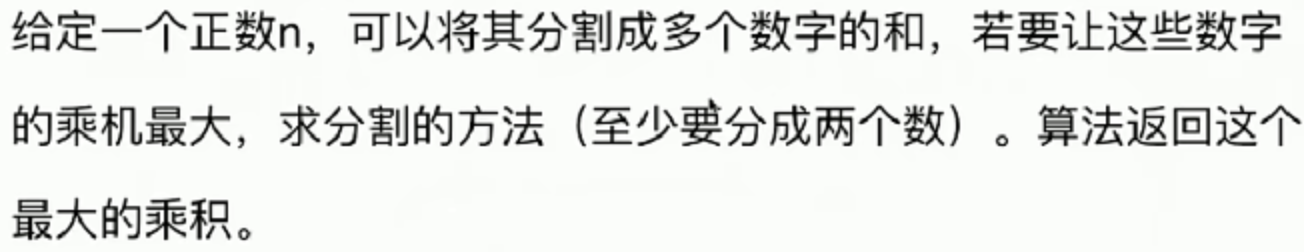 给定一个正数n，可以将其分割成多个数字的和，若要让这些数字
的乘机最大，求分割的方法（至少要分成两个数）。算法返回这个
最大的乘积。